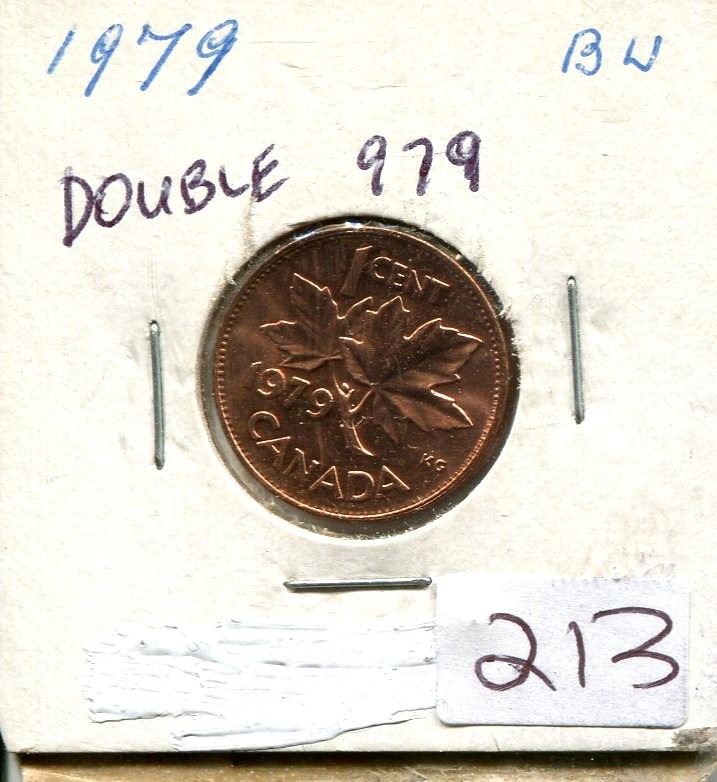 1979 BU
DOUBLE 979
1 CENT
1979
KG
CANADA
213